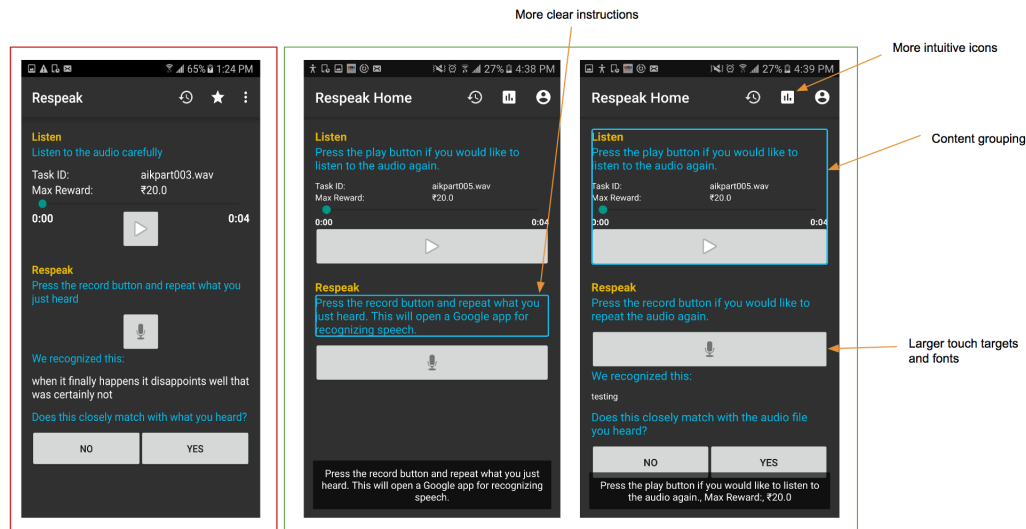 More clear instructions
More intuitive icons
Content grouping
Larger touch targets
and fonts
65% 1:24 PM
Respeak
Listen
Listen to the audio carefully
Task ID: aikpart003.wav
Max Reward: ₹20.0
0:00 0:04
Respeak
Press the record button and repeat what you
just heard
We recognized this:
when it finally happens it disappoints well that
was certainly not
Does this closely match with what you heard?
NO YES
27% 4:38 PM
Respeak Home
Listen
Press the play button if you would like to
listen to the audio again.
Task ID: aikpart005.wav
Max Reward: ₹20.0
0:00 0:04
Respeak
Press the record button and repeat what you
just heard. This will open a Google app for
recognizing speech.
Press the record button and repeat what you just
heard. This will open a Google app for recognizing
speech.
27% 4:39 PM
Respeak Home
Listen
Press the play button if you would like to
listen to the audio again.
Task ID: aikpart005.wav
Max Reward: ₹20.0
0:00 0:04
Respeak
Press the record button if you would like to
repeat the audio again.
We recognized this:
testing
Does this closely match with the audio file
you heard?
NO YES
Press the play button if you would like to listen to
the audio again., Max Reward:, ₹20.0